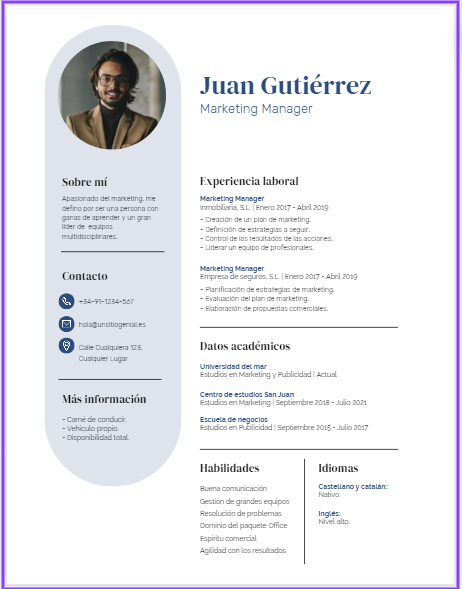 Juan Gutiérrez
Marketing Manager
Sobre mí
Apasionado del marketing, me
defino por ser una persona con
ganas de aprender y un gran
líder de equipos
multidisciplinares.
Contacto
+34-91-1234-567
hola@unsitiogenial.es
Calle Cualquiera 123,
Cualquier Lugar
Más información
- Carné de conducir.
- Vehículo propio.
- Disponibilidad total.
Experiencia laboral
Marketing Manager
Inmobiliaria, S.L. | Enero 2017 - Abril 2019
- Creación de un plan de marketing.
- Definición de estrategias a seguir.
- Control de los resultados de las acciones.
- Liderar un equipo de profesionales.
Marketing Manager
Empresa de seguros, S.L. | Enero 2017 - Abril 2019
- Planificación de estrategias de marketing.
- Evaluación del plan de marketing.
- Elaboración de propuestas comerciales.
Datos académicos
Universidad del mar
Estudios en Marketing y Publicidad | Actual
Centro de estudios San Juan
Estudios en Marketing | Septiembre 2018 - Julio 2021
Escuela de negocios
Estudios en Publicidad | Septiembre 2015 - Julio 2017
Habilidades
Buena comunicación
Gestión de grandes equipos
Resolución de problemas
Dominio del paquete Office
Espíritu comercial
Agilidad con los resultados
Idiomas
Castellano y catalán:
Nativo.
Inglés:
Nivel alto.